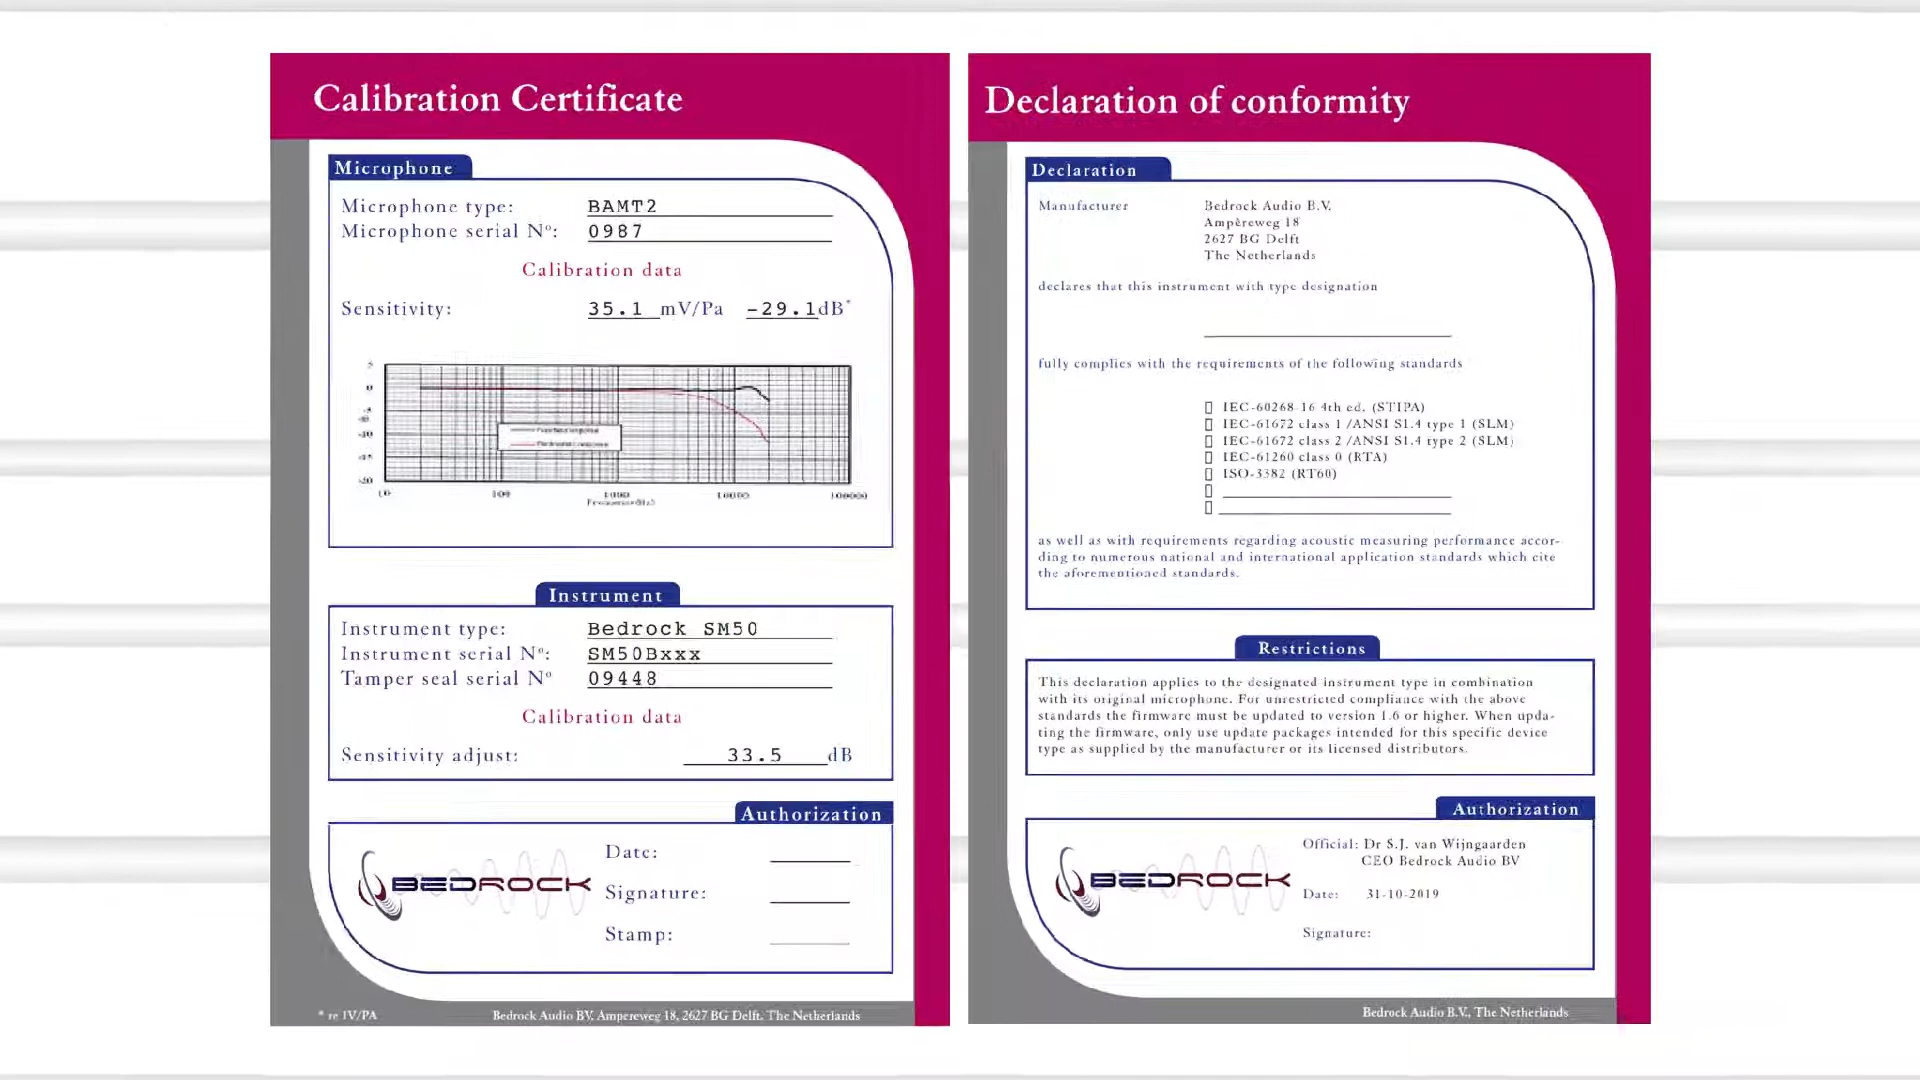 Calibration Certificate
Microphone
Microphone type: BAMT2
Microphone serial Nº: 0987
Calibration data
Sensitivity: 35.1 mV/Pa -29.1dB*
5
0
-5
-10
-15
-20
10 100 1000 10000 100000
Frequency (Hz)
Instrument
Instrument type: Bedrock SM50
Instrument serial Nº: SM50Bxxx
Tamper seal serial Nº 09448
Calibration data
Sensitivity adjust: 33.5 dB
Authorization
BEDROCK
Date:
Signature:
Stamp:
* re 1V/PA
Bedrock Audio BV, Ampereweg 18, 2627 BG Delft, The Netherlands
Declaration of conformity
Declaration
Manufacturer Bedrock Audio B.V.
Ampèreweg 18
2627 BG Delft
The Netherlands
declares that this instrument with type designation
fully complies with the requirements of the following standards
IEC-60268-16 4th ed. (STIPA)
IEC-61672 class 1 /ANSI S1.4 type 1 (SLM)
IEC-61672 class 2 /ANSI S1.4 type 2 (SLM)
IEC-61260 class 0 (RTA)
ISO-3382 (RT60)
as well as with requirements regarding acoustic measuring performance accor-
ding to numerous national and international application standards which cite
the aforementioned standards.
Restrictions
This declaration applies to the designated instrument type in combination
with its original microphone. For unrestricted compliance with the above
standards the firmware must be updated to version 1.6 or higher. When upda-
ting the firmware, only use update packages intended for this specific device
type as supplied by the manufacturer or its licensed distributors.
Authorization
BEDROCK
Official: Dr S.J. van Wijngaarden
CEO Bedrock Audio BV
Date: 31-10-2019
Signature:
Bedrock Audio B.V., The Netherlands